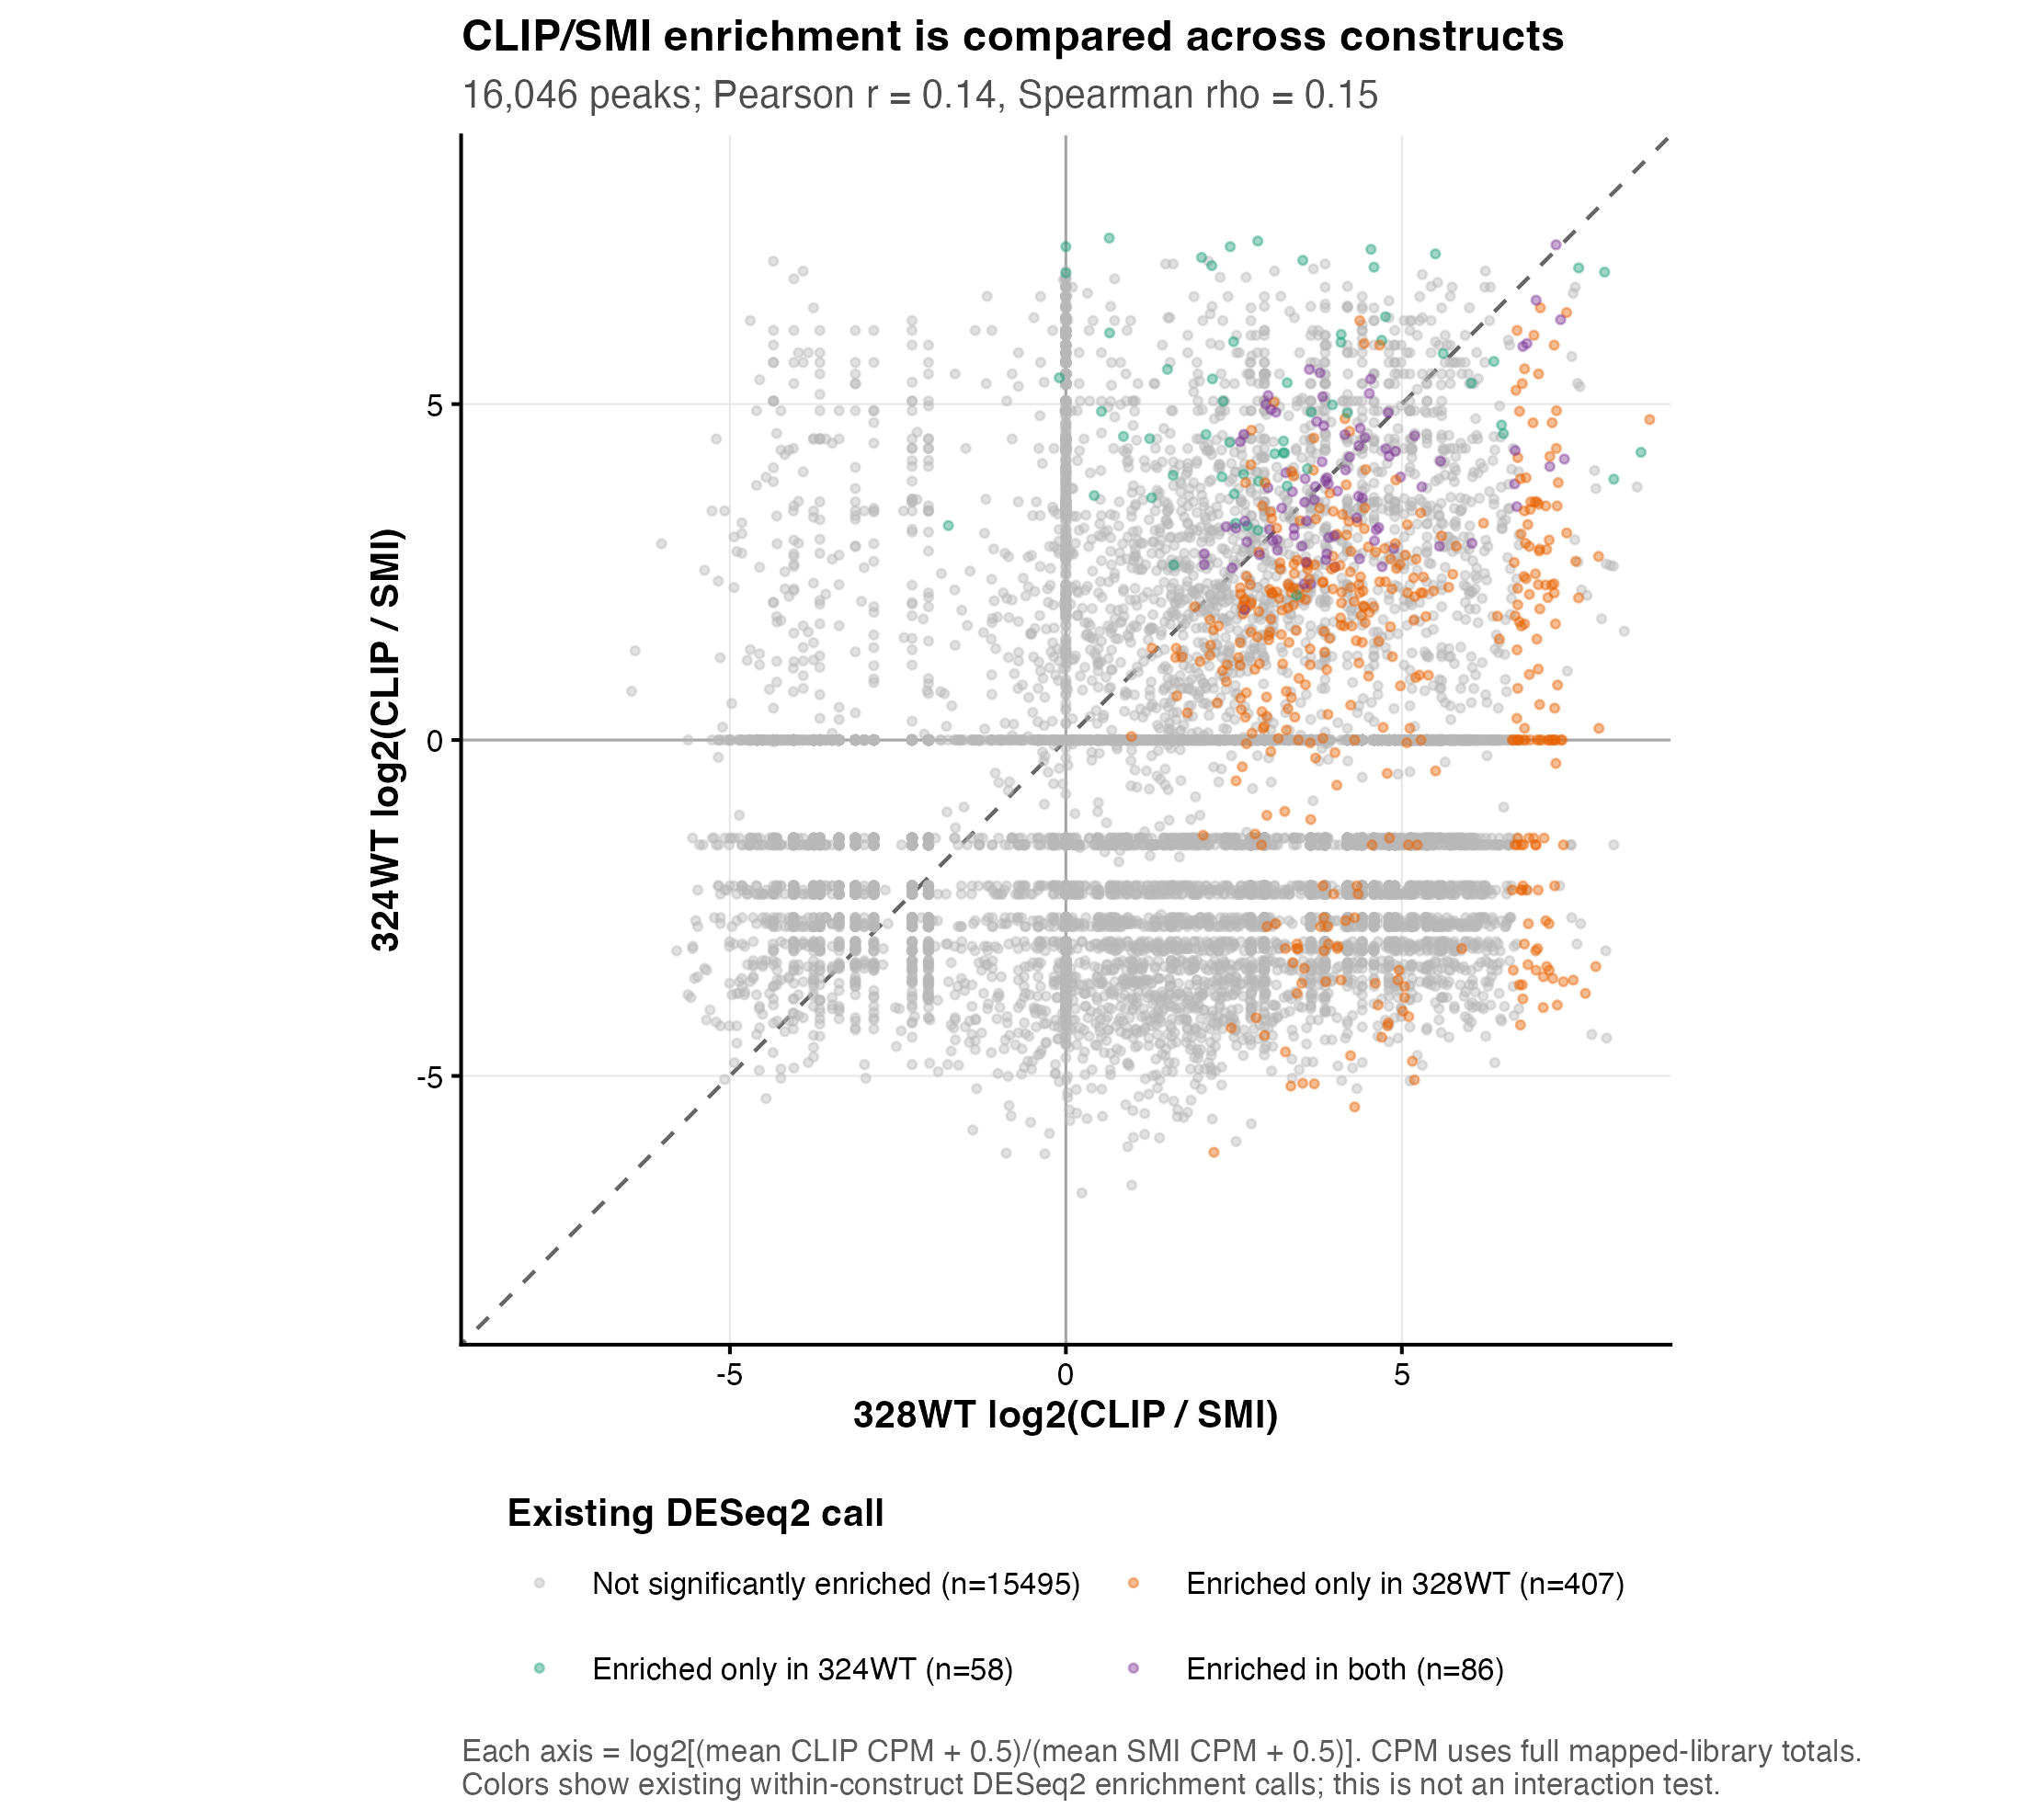 CLIP/SMI enrichment is compared across constructs
16,046 peaks; Pearson r = 0.14, Spearman rho = 0.15
324WT log2(CLIP / SMI)
5
0
-5
-5
0
5
328WT log2(CLIP / SMI)
Existing DESeq2 call
Not significantly enriched (n=15495)
Enriched only in 328WT (n=407)
Enriched only in 324WT (n=58)
Enriched in both (n=86)
Each axis = log2[(mean CLIP CPM + 0.5)/(mean SMI CPM + 0.5)]. CPM uses full mapped-library totals.
Colors show existing within-construct DESeq2 enrichment calls; this is not an interaction test.